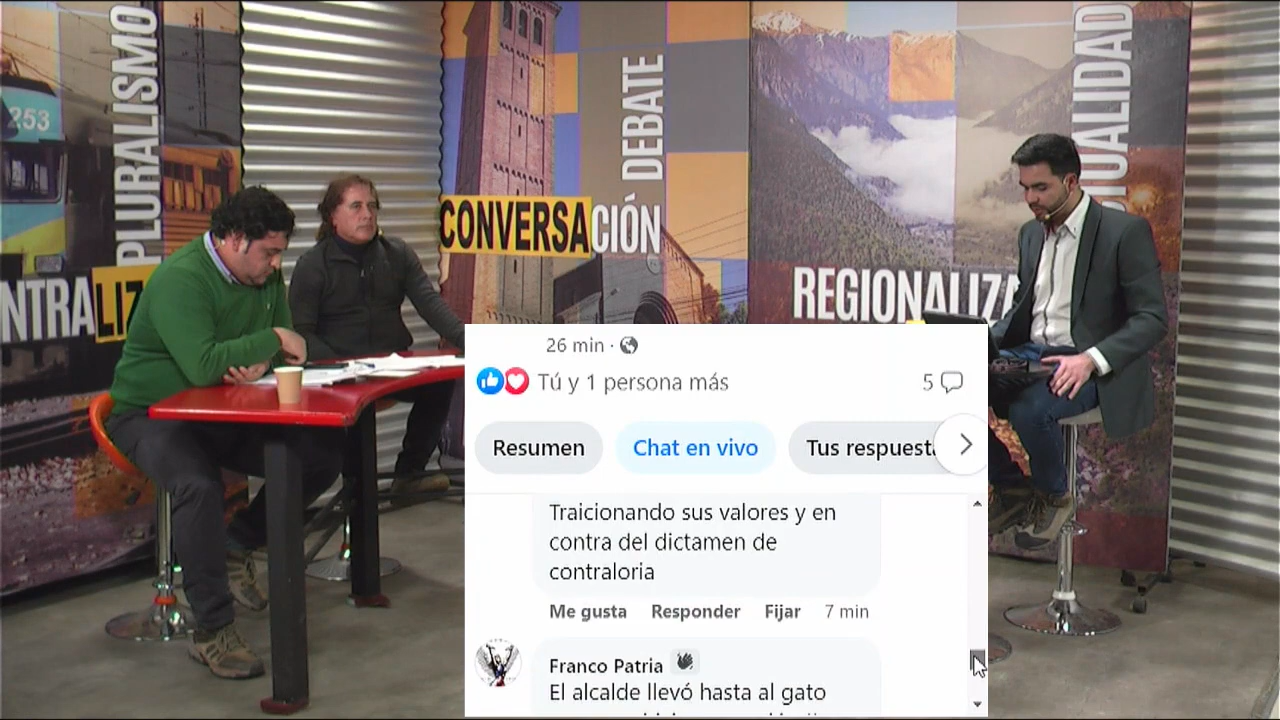 253
PLURALISMO
NTRALIZ
CONVERSACIÓN
DEBATE
REGIONALIZA
26 min ·
Tú y 1 persona más
5
Resumen
Chat en vivo
Tus respuest
Traicionando sus valores y en
contra del dictamen de
contraloria
Me gusta Responder Fijar 7 min
Franco Patria
El alcalde llevó hasta al gato